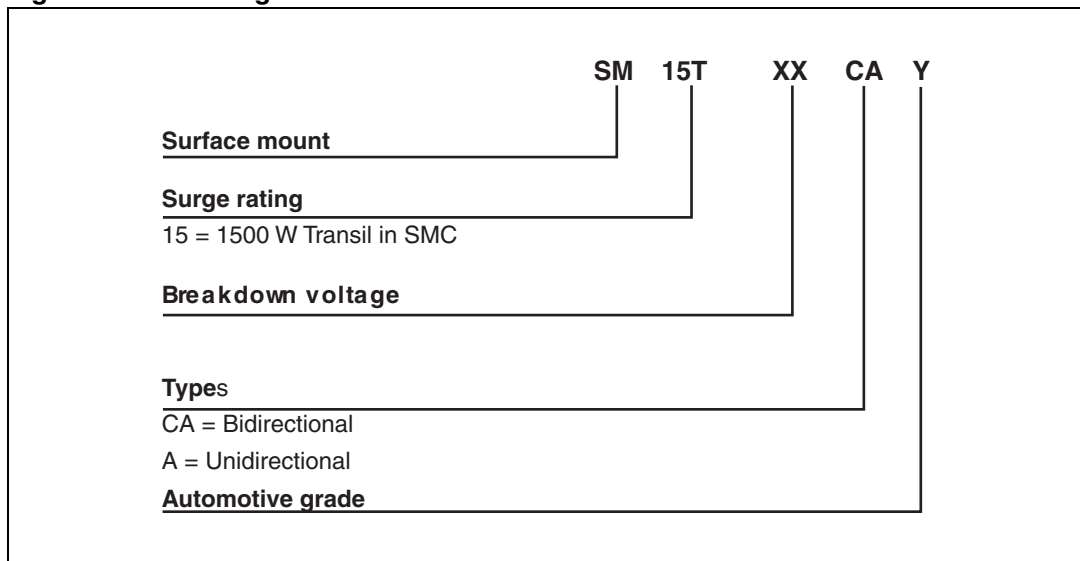 SM 15T XX CA Y
Surface mount
Surge rating
15 = 1500 W Transil in SMC
Breakdown voltage
Types
CA = Bidirectional
A = Unidirectional
Automotive grade